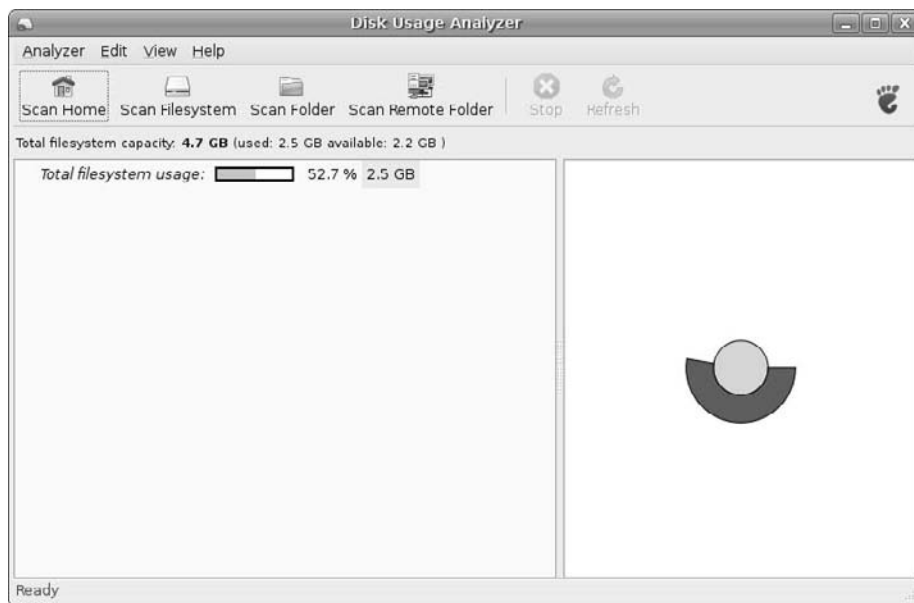 Disk Usage Analyzer
Analyzer Edit View Help
Scan Home Scan Filesystem Scan Folder Scan Remote Folder Stop Refresh
Total filesystem capacity: 4.7 GB (used: 2.5 GB available: 2.2 GB )
Total filesystem usage: 52.7 % 2.5 GB
Ready